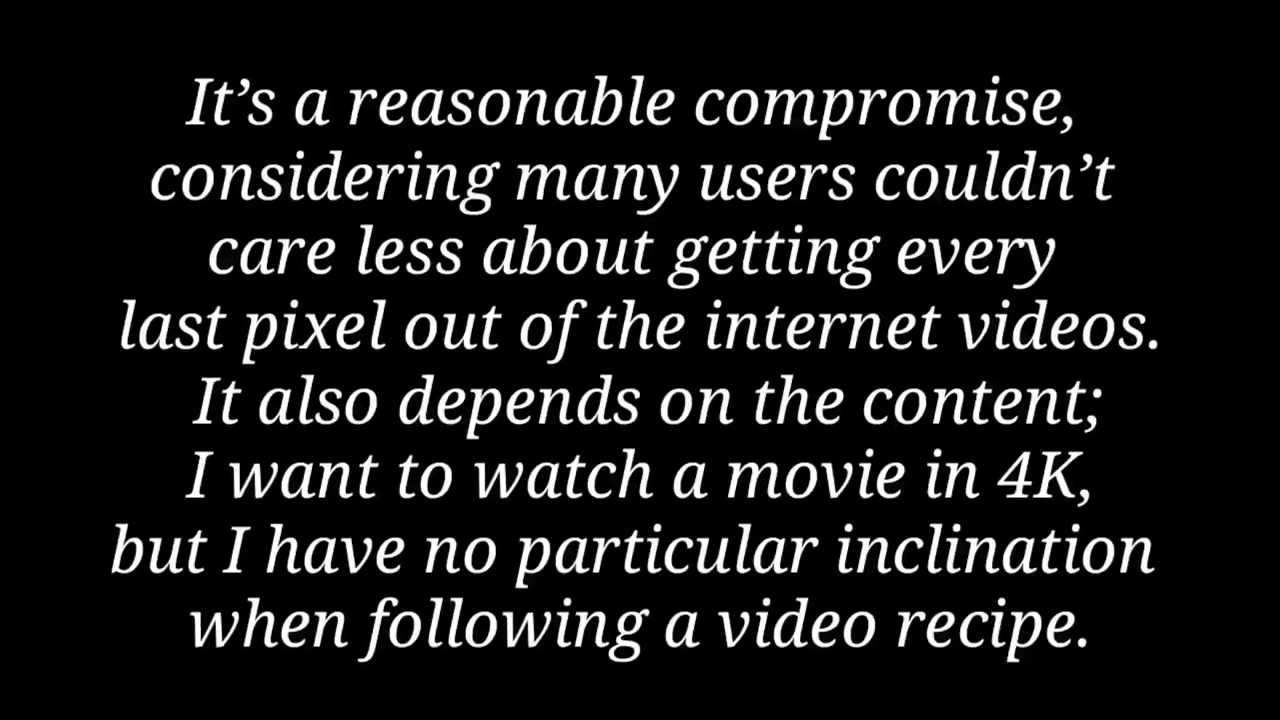 It’s a reasonable compromise,
considering many users couldn’t
care less about getting every
last pixel out of the internet videos.
It also depends on the content;
I want to watch a movie in 4K,
but I have no particular inclination
when following a video recipe.